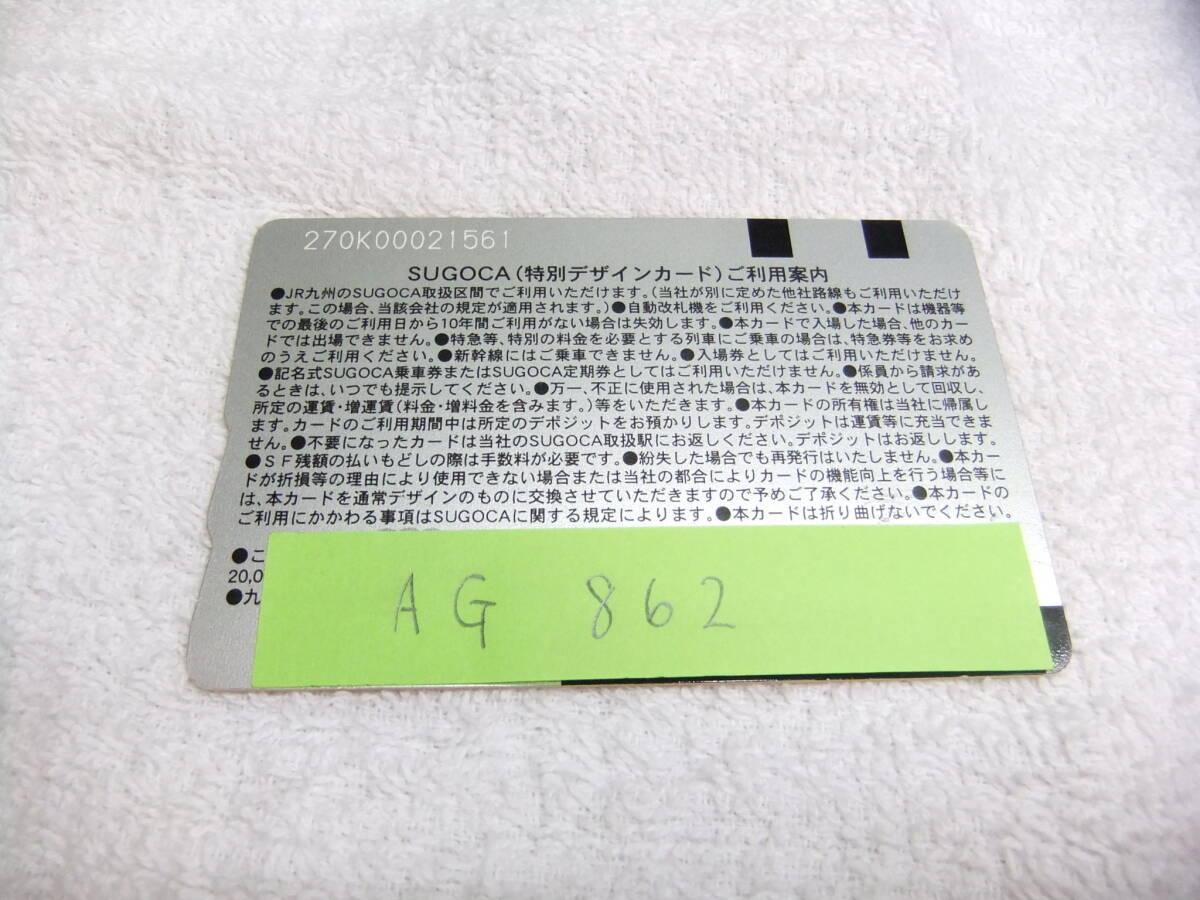 270K00021561
SUGOCA(特別デザインカード)ご利用案内
●JR九州のSUGOCA取扱区間でご利用いただけます。(当社が別に定めた他社路線もご利用いただけ
ます。この場合、当該会社の規定が適用されます。)●自動改札機をご利用ください。●本カードは機器等
での最後のご利用日から10年間ご利用がない場合は失効します。●本カードで入場した場合、他のカー
ドでは出場できません。●特急等、特別の料金を必要とする列車にご乗車の場合は、特急券等をお求め
のうえご利用ください。●新幹線にはご乗車できません。●入場券としてはご利用いただけません。
●記名式SUGOCA乗車券またはSUGOCA定期券としてはご利用いただけません。●係員から請求があ
るときは、いつでも提示してください。●万一、不正に使用された場合は、本カードを無効として回収し、
所定の運賃・増運賃(料金・増料金を含みます。)等をいただきます。●本カードの所有権は当社に帰属し
ます。カードのご利用期間中は所定のデポジットをお預かりします。デポジットは運賃等に充当できま
せん。●不要になったカードは当社のSUGOCA取扱駅にお返しください。デポジットはお返しします。
●SF残額の払いもどしの際は手数料が必要です。●紛失した場合でも再発行はいたしません。●本カー
ドが折損等の理由により使用できない場合または当社の都合によりカードの機能向上を行う場合等に
は、本カードを通常デザインのものに交換させていただきますので予めご了承ください。●本カードの
ご利用にかかわる事項はSUGOCAに関する規定によります。●本カードは折り曲げないでください。
●こ
20,0
●九
AG 862